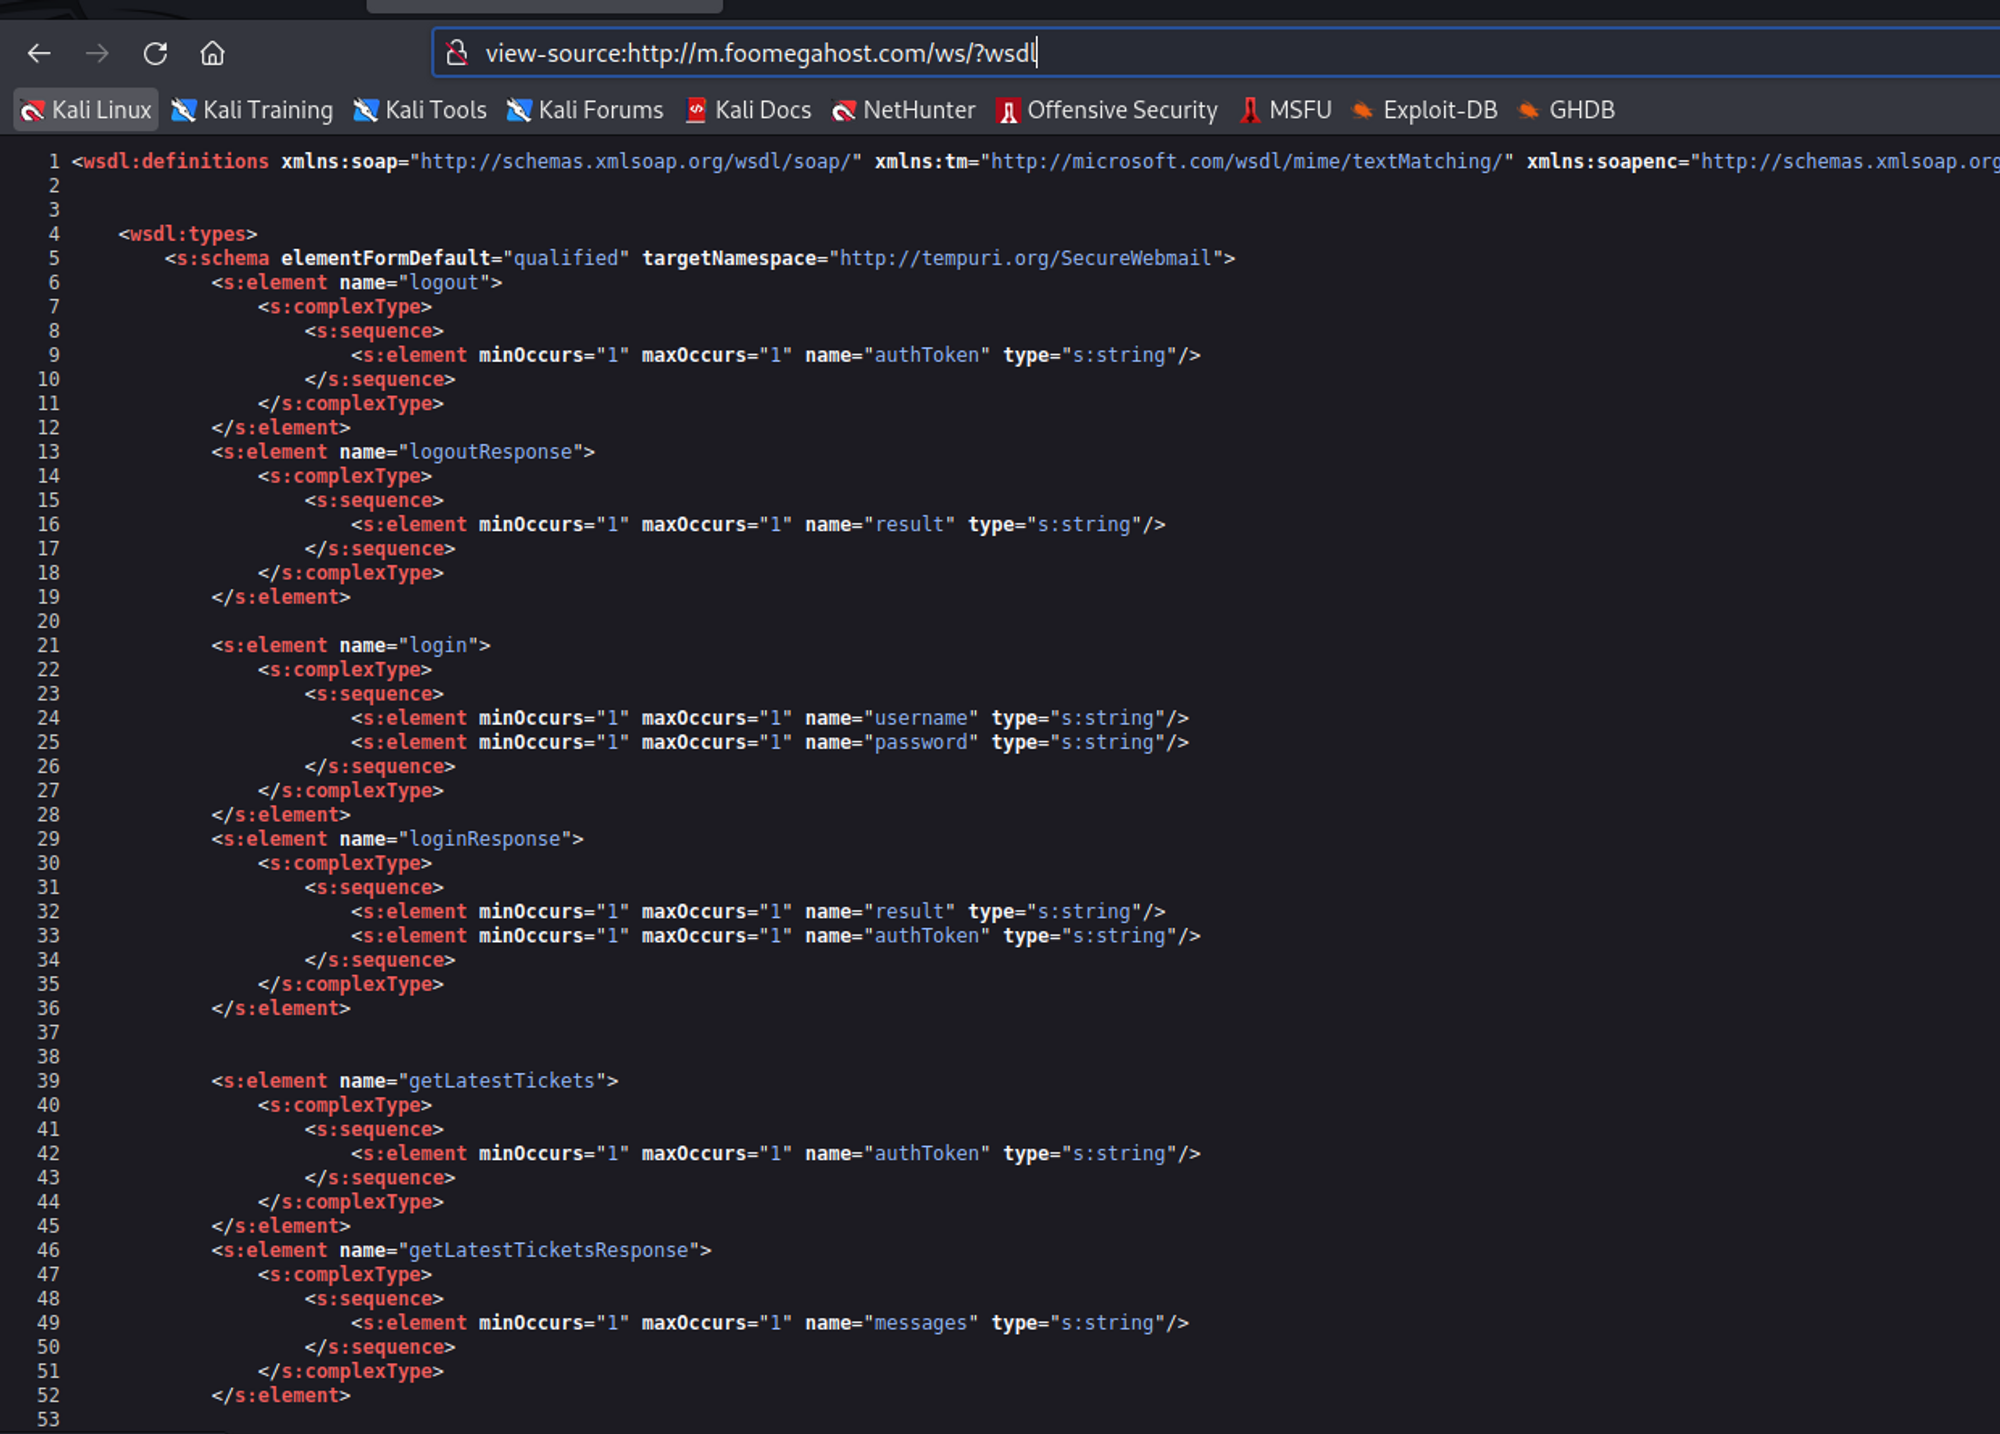 view-source:http://m.foomegahost.com/ws/?wsdl
Kali Linux Kali Training Kali Tools Kali Forums Kali Docs NetHunter Offensive Security MSFU Exploit-DB GHDB
1 <wsdl:definitions xmlns:soap="http://schemas.xmlsoap.org/wsdl/soap/" xmlns:tm="http://microsoft.com/wsdl/mime/textMatching/" xmlns:soapenc="http://schemas.xmlsoap.org
2
3
4 <wsdl:types>
5 <s:schema elementFormDefault="qualified" targetNamespace="http://tempuri.org/SecureWebmail">
6 <s:element name="logout">
7 <s:complexType>
8 <s:sequence>
9 <s:element minOccurs="1" maxOccurs="1" name="authToken" type="s:string"/>
10 </s:sequence>
11 </s:complexType>
12 </s:element>
13 <s:element name="logoutResponse">
14 <s:complexType>
15 <s:sequence>
16 <s:element minOccurs="1" maxOccurs="1" name="result" type="s:string"/>
17 </s:sequence>
18 </s:complexType>
19 </s:element>
20
21 <s:element name="login">
22 <s:complexType>
23 <s:sequence>
24 <s:element minOccurs="1" maxOccurs="1" name="username" type="s:string"/>
25 <s:element minOccurs="1" maxOccurs="1" name="password" type="s:string"/>
26 </s:sequence>
27 </s:complexType>
28 </s:element>
29 <s:element name="loginResponse">
30 <s:complexType>
31 <s:sequence>
32 <s:element minOccurs="1" maxOccurs="1" name="result" type="s:string"/>
33 <s:element minOccurs="1" maxOccurs="1" name="authToken" type="s:string"/>
34 </s:sequence>
35 </s:complexType>
36 </s:element>
37
38
39 <s:element name="getLatestTickets">
40 <s:complexType>
41 <s:sequence>
42 <s:element minOccurs="1" maxOccurs="1" name="authToken" type="s:string"/>
43 </s:sequence>
44 </s:complexType>
45 </s:element>
46 <s:element name="getLatestTicketsResponse">
47 <s:complexType>
48 <s:sequence>
49 <s:element minOccurs="1" maxOccurs="1" name="messages" type="s:string"/>
50 </s:sequence>
51 </s:complexType>
52 </s:element>
53